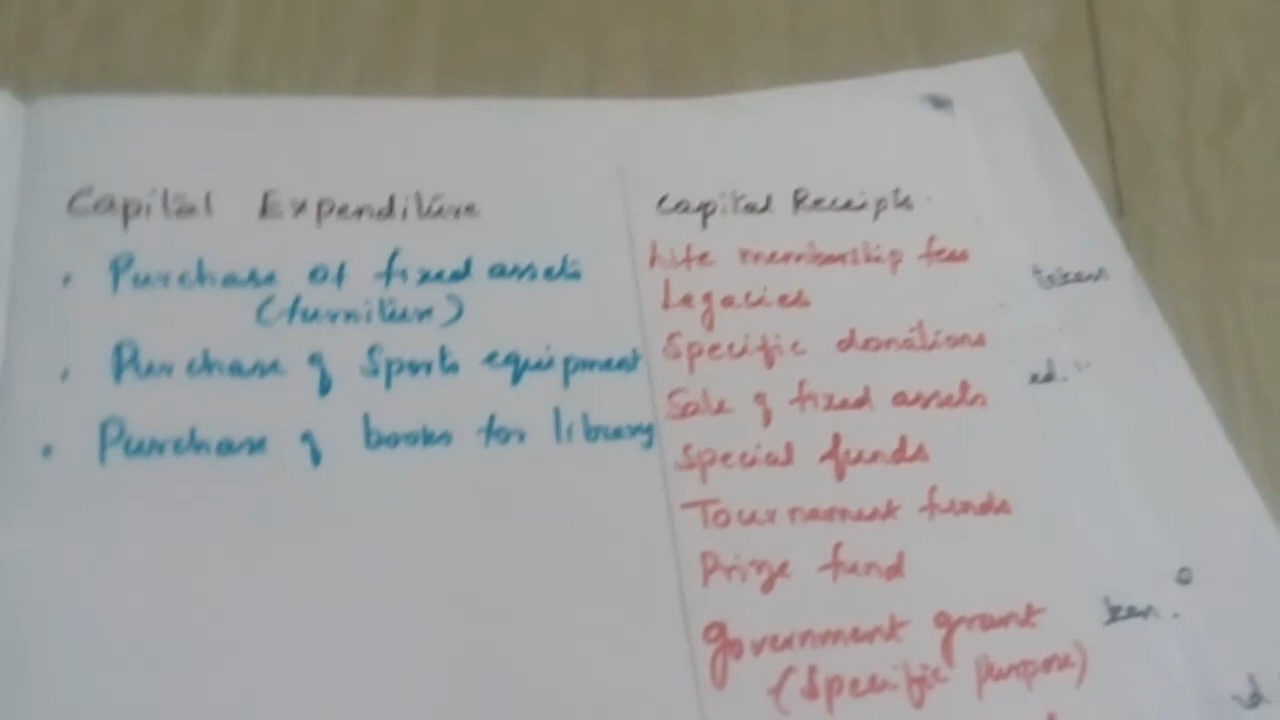 Capital Expenditure
. Purchase of fixed assets
(furniture)
. Purchase of Sports equipment
. Purchase of books for library
Capital Receipts.
Life membership fees
Legacies
Specific donations
Sale of fixed assets
Special funds
Tournament funds
Prize fund
Government grant
(Specific purpose)